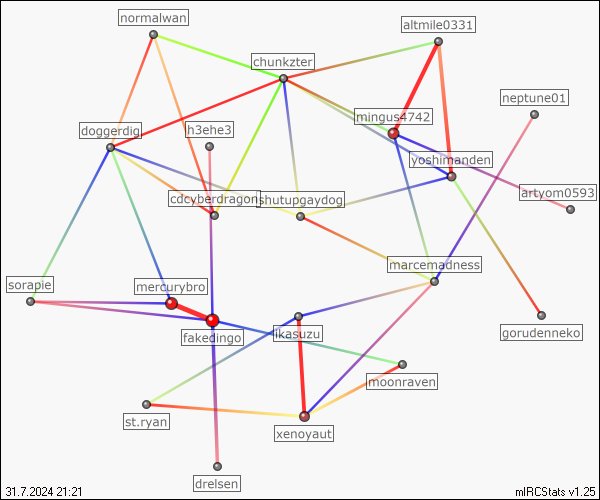 normalwan
altmile0331
chunkzter
neptune01
mingus4742
h3ehe3
doggerdig
yoshimanden
artyom0593
cdcyberdragon
shutupgaydog
marcemadness
sorapie
mercurybro
fakedingo
ikasuzu
gorudenneko
moonraven
st.ryan
xenoyaut
drelsen
31.7.2024 21:21
mIRCStats v1.25